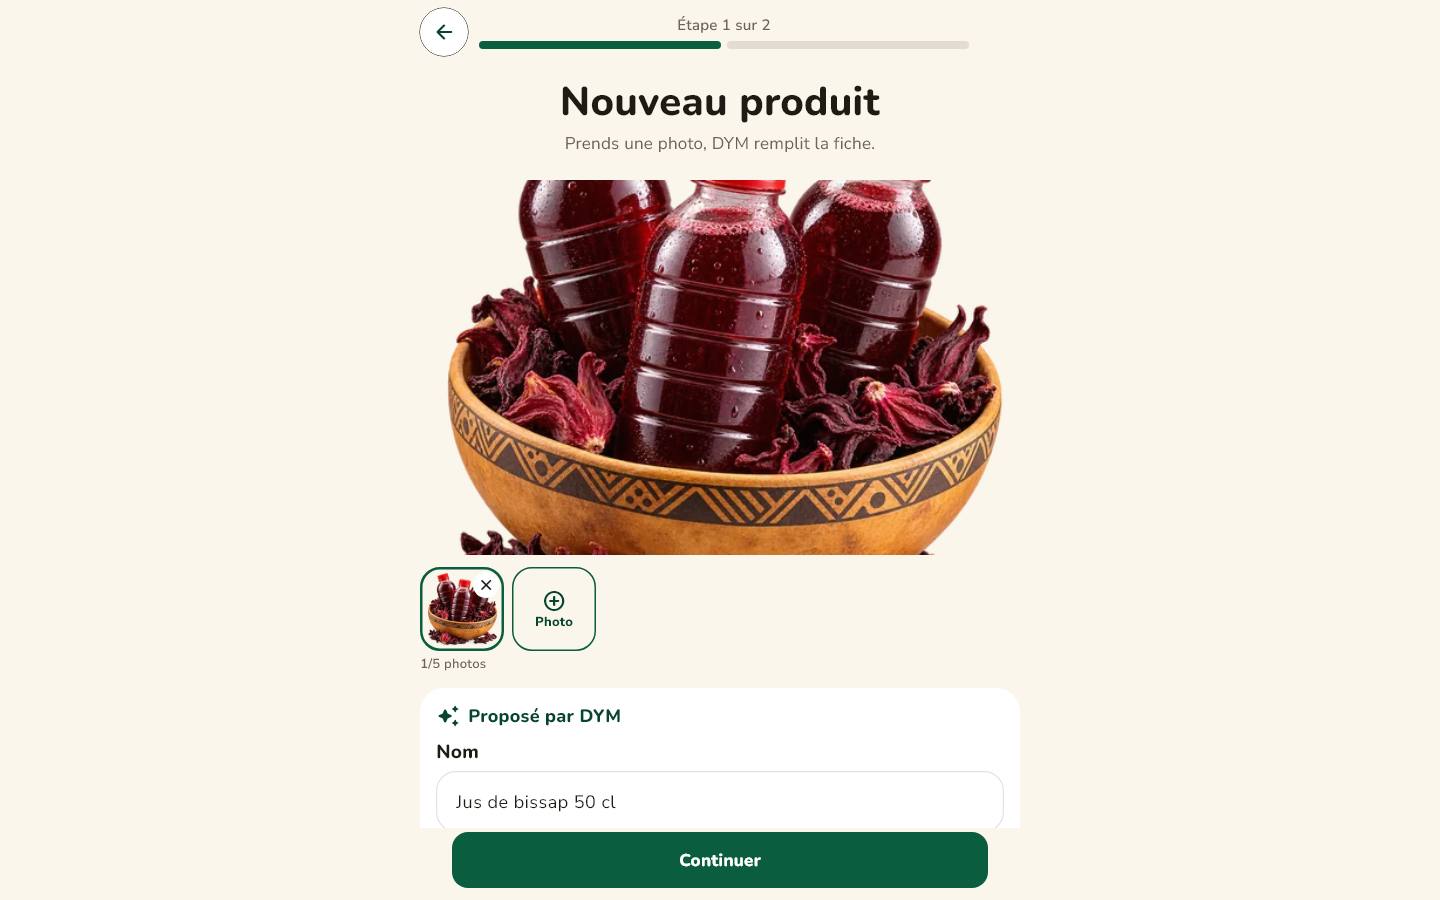 Étape 1 sur 2
Nouveau produit
Prends une photo, DYM remplit la fiche.
Photo
1/5 photos
Proposé par DYM
Nom
Jus de bissap 50 cl
Continuer